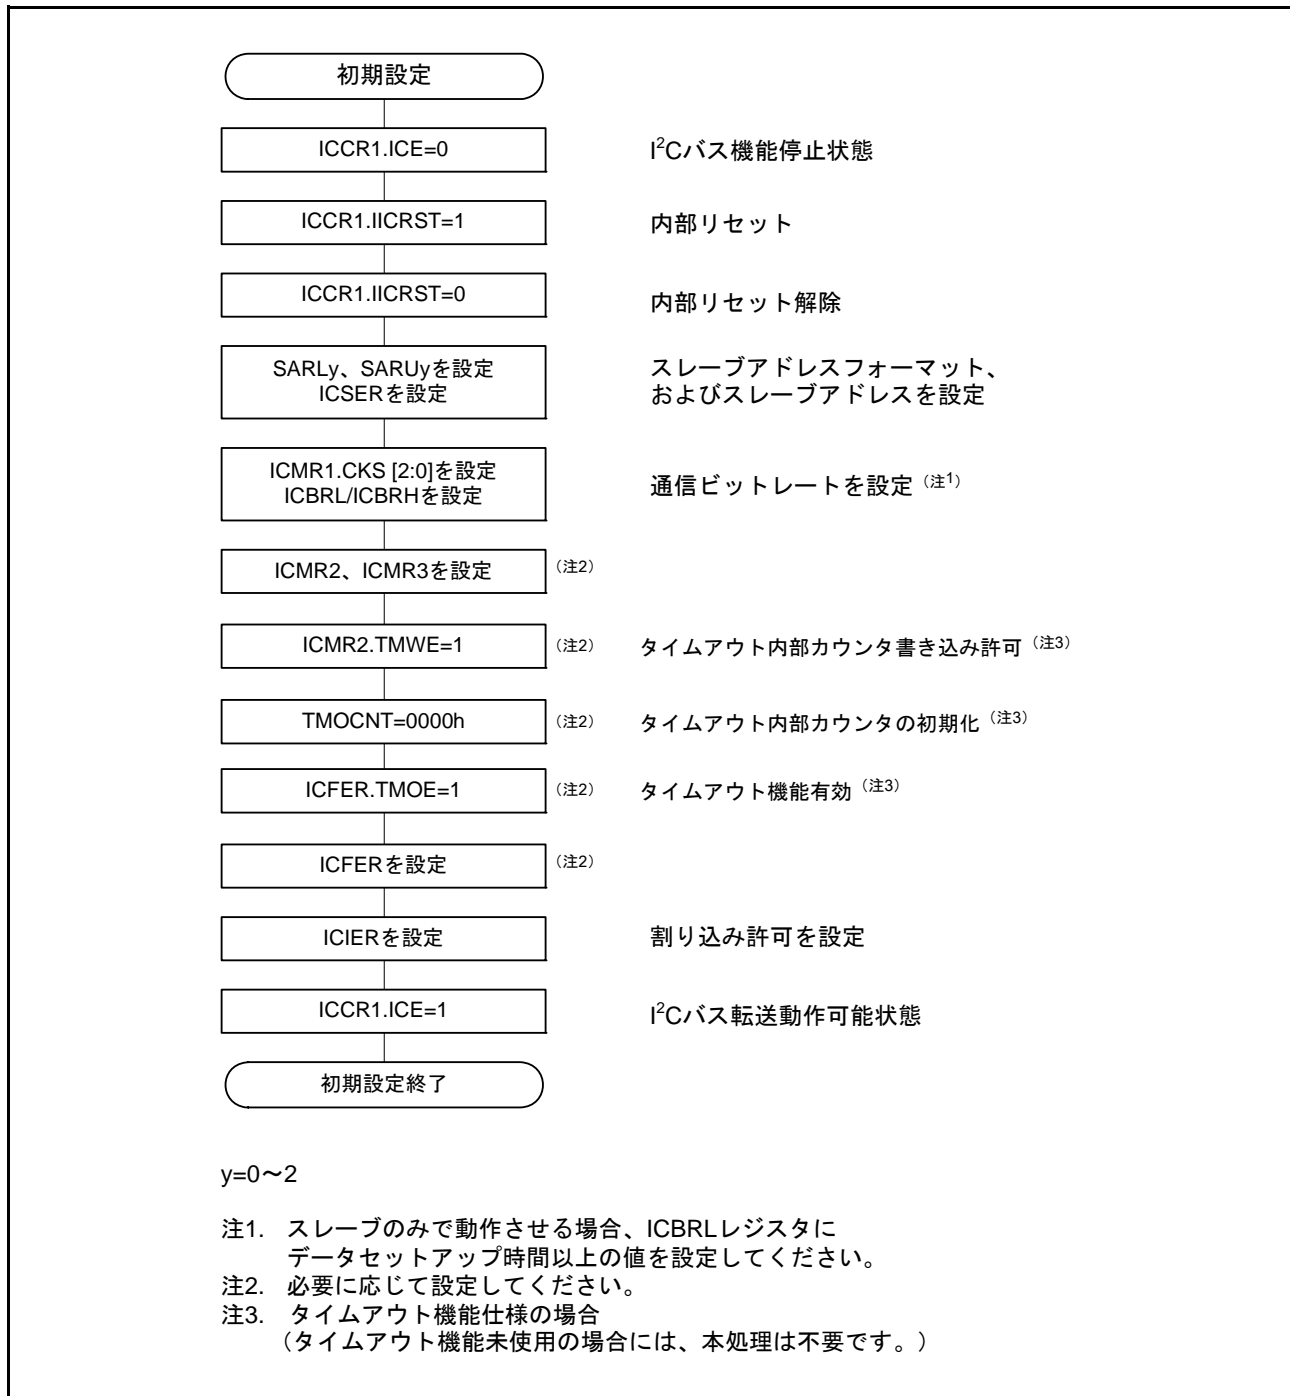 初期設定
ICCR1.ICE=0
I²Cバス機能停止状態
ICCR1.IICRST=1
内部リセット
ICCR1.IICRST=0
内部リセット解除
SARLy、SARUyを設定
ICSERを設定
スレーブアドレスフォーマット、
およびスレーブアドレスを設定
ICMR1.CKS [2:0]を設定
ICBRL/ICBRHを設定
通信ビットレートを設定（注1）
ICMR2、ICMR3を設定
（注2）
ICMR2.TMWE=1
（注2）
タイムアウト内部カウンタ書き込み許可（注3）
TMOCNT=0000h
（注2）
タイムアウト内部カウンタの初期化（注3）
ICFER.TMOE=1
（注2）
タイムアウト機能有効（注3）
ICFERを設定
（注2）
ICIERを設定
割り込み許可を設定
ICCR1.ICE=1
I²Cバス転送動作可能状態
初期設定終了
y=0～2
注1. スレーブのみで動作させる場合、ICBRLレジスタに
データセットアップ時間以上の値を設定してください。
注2. 必要に応じて設定してください。
注3. タイムアウト機能仕様の場合
（タイムアウト機能未使用の場合には、本処理は不要です。）